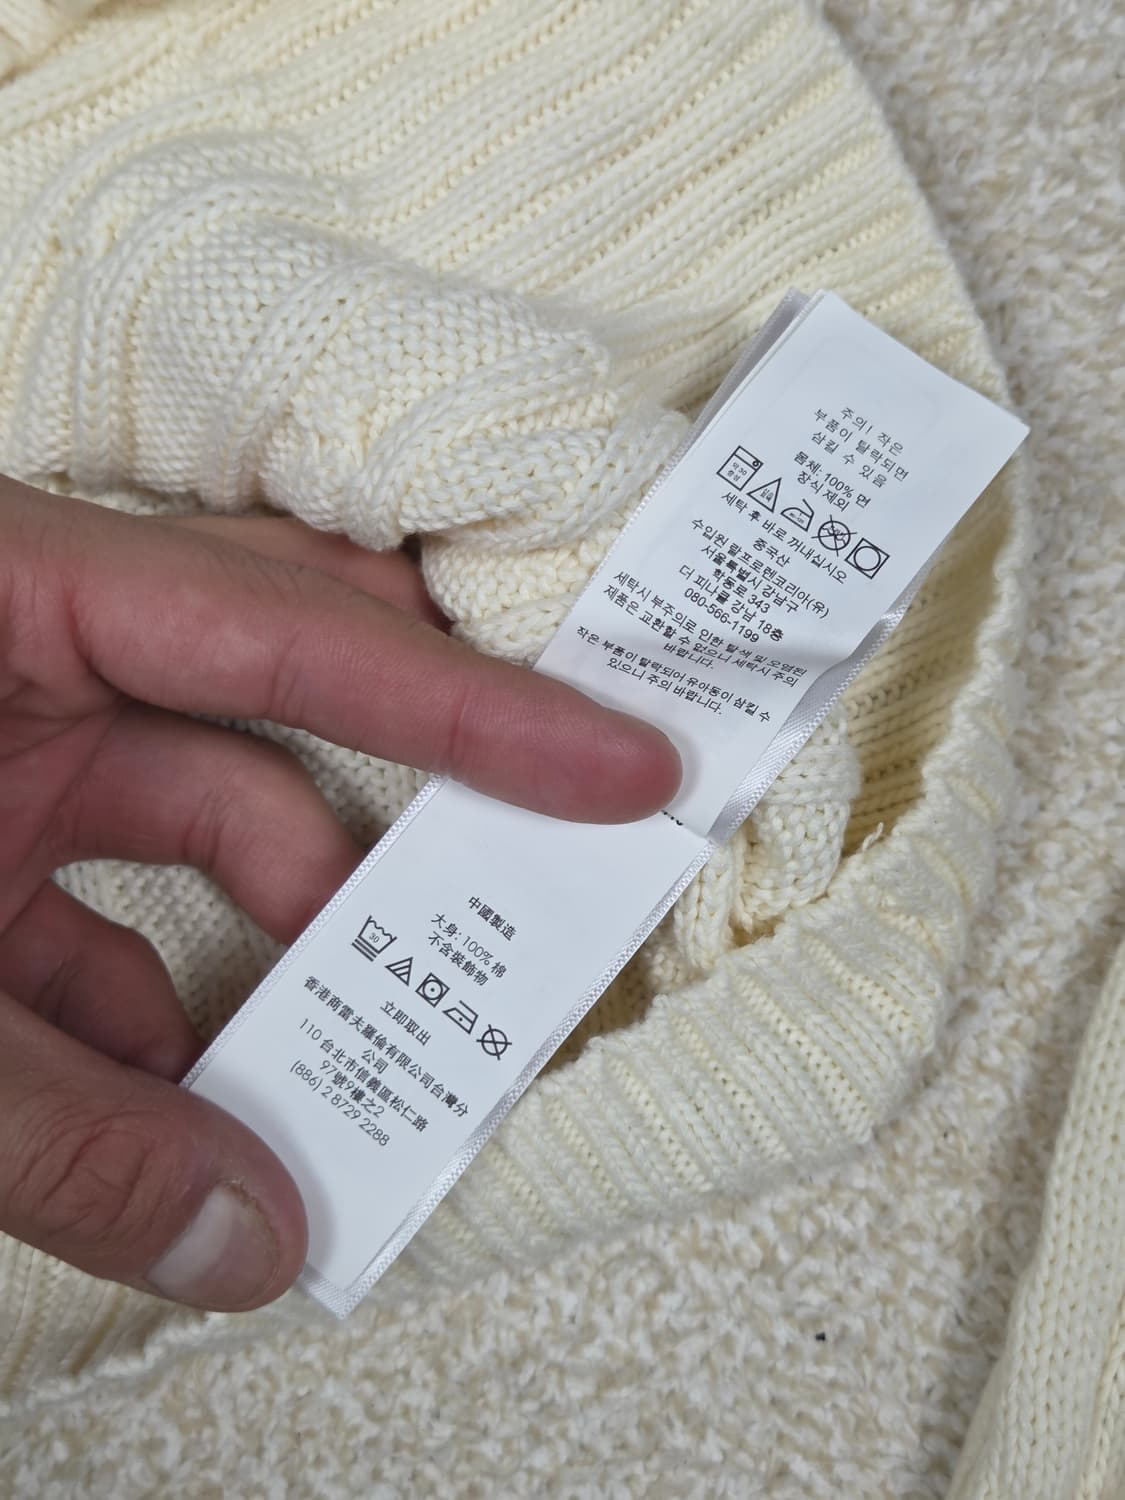 주의! 작은
부품이 탈락되면
삼킬 수 있음
몸체: 100% 면
장식 제외
약 30
중성
세탁 후 바로 꺼내십시오
중국산
수입원 랄프로렌코리아(유)
서울특별시 강남구
학동로 343
더 피나클 강남 18층
080-566-1199
세탁시 부주의로 인한 탈색 및 오염된
제품은 교환할 수 없으니 세탁시 주의
바랍니다.
작은 부품이 탈락되어 유아동이 삼킬 수
있으니 주의 바랍니다.
中國製造
大身: 100% 棉
不含裝飾物
30
立即取出
香港商雷夫羅倫有限公司台灣分
公司
110 台北市信義區松仁路
97號9樓之2
(886) 2 8729 2288